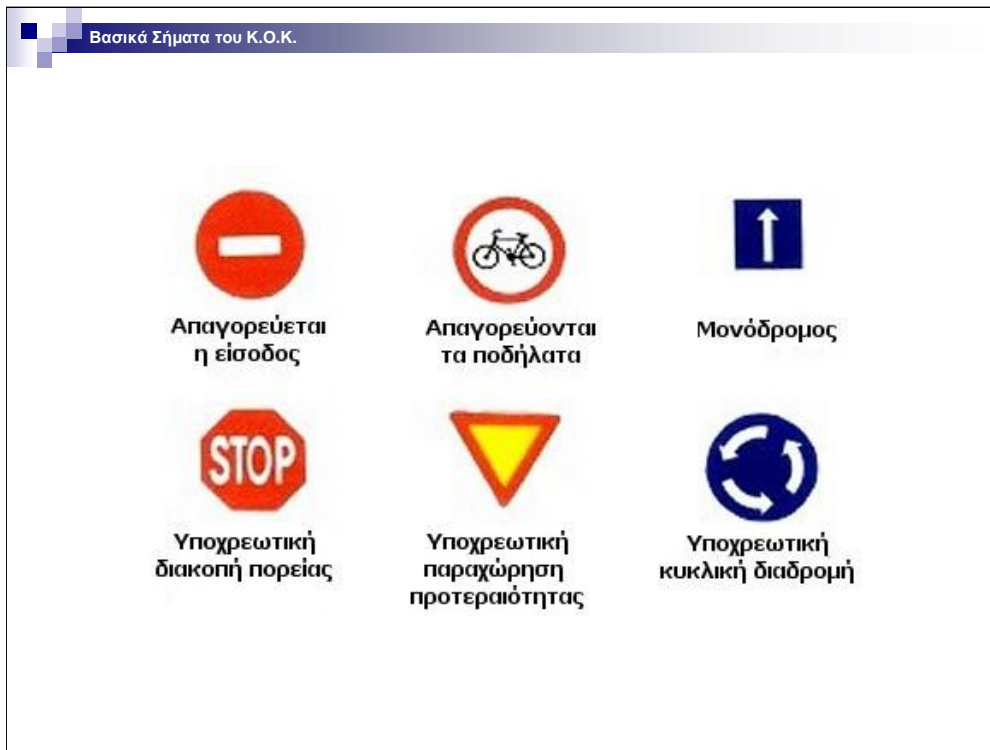 Βασικά Σήματα του Κ.Ο.Κ.
Απαγορεύεται
η είσοδος
Απαγορεύονται
τα ποδήλατα
Μονόδρομος
STOP
Υποχρεωτική
διακοπή πορείας
Υποχρεωτική
παραχώρηση
προτεραιότητας
Υποχρεωτική
κυκλική διαδρομή